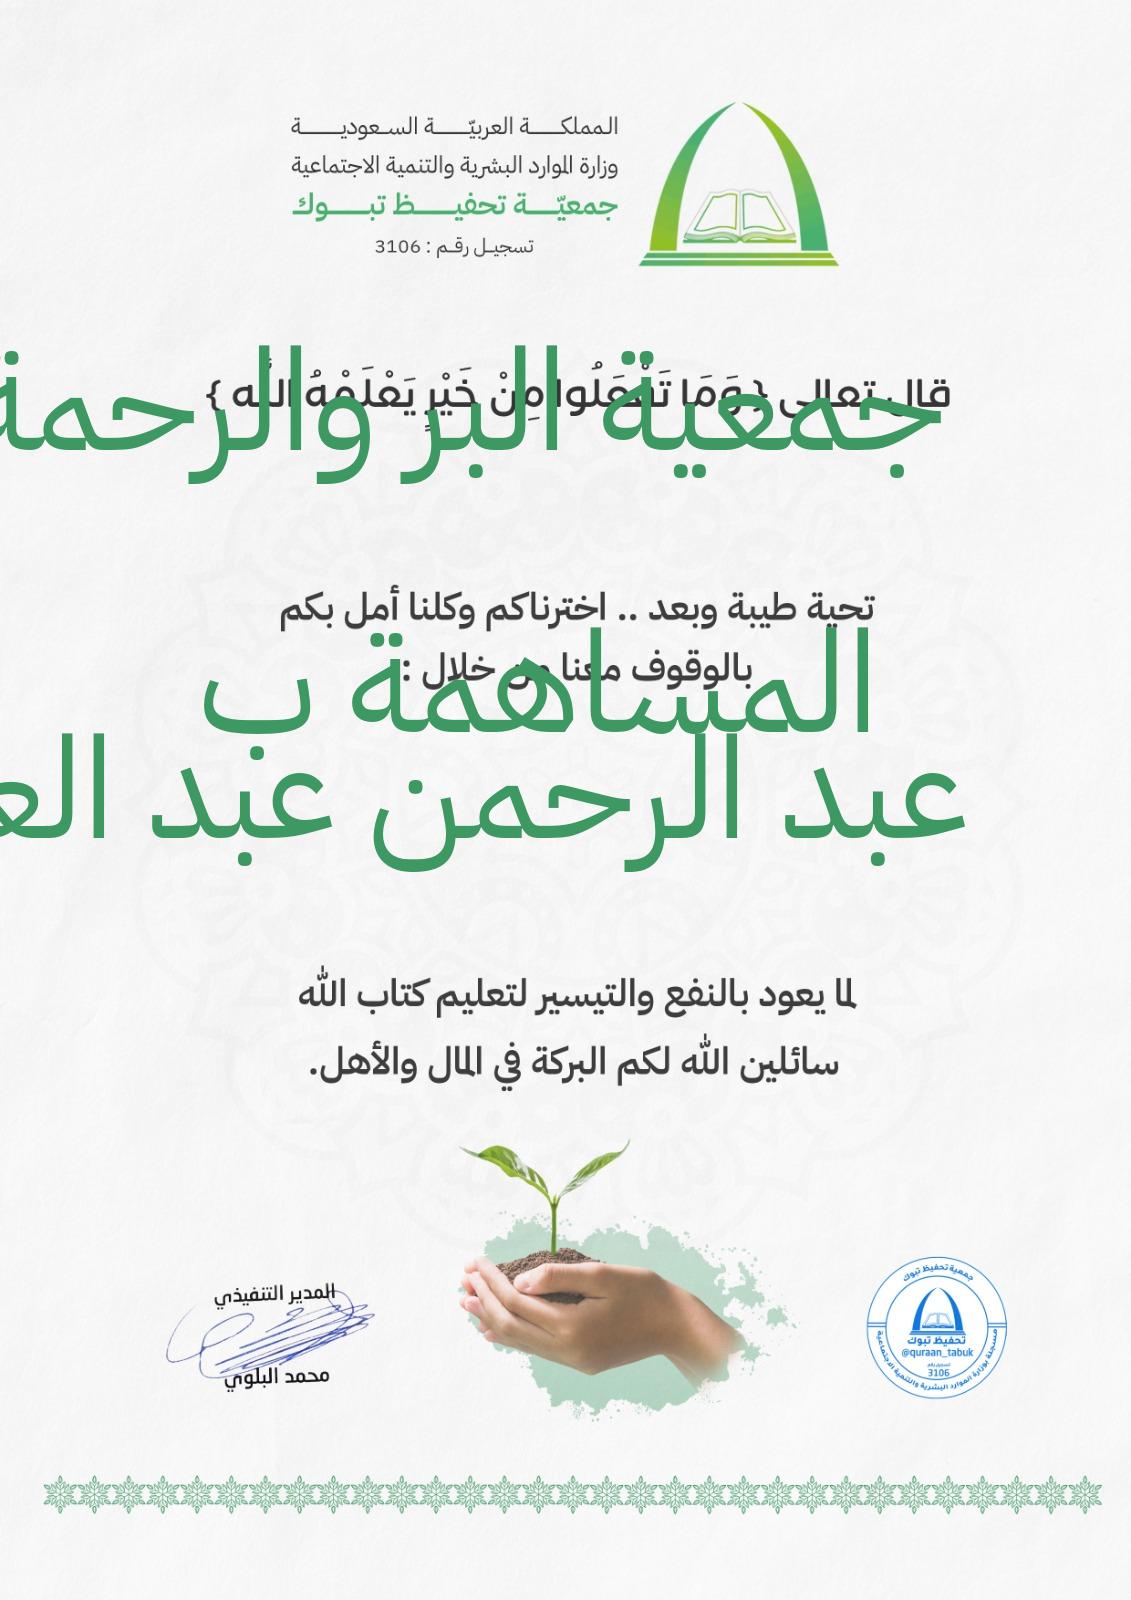 المملكة العربيّة السعودية
وزارة الموارد البشرية والتنمية الاجتماعية
جمعيّة تحفيظ تبوك
تسجيل رقم : 3106
قال تعالى { وَمَا تَفْعَلُوا مِنْ خَيْرٍ يَعْلَمْهُ اللَّه }
جمعية البر والرحمة
تحية طيبة وبعد .. اخترناكم وكلنا أمل بكم
بالوقوف معنا من خلال :
المساهمة ب
عبد الرحمن عبد
لما يعود بالنفع والتيسير لتعليم كتاب الله
سائلين الله لكم البركة في المال والأهل.
المدير التنفيذي
محمد البلوي
جمعية تحفيظ تبوك
تحفيظ تبوك
@quraan_tabuk
تسجيل رقم
3106
مسجلة بوزارة الموارد البشرية والتنمية الاجتماعية